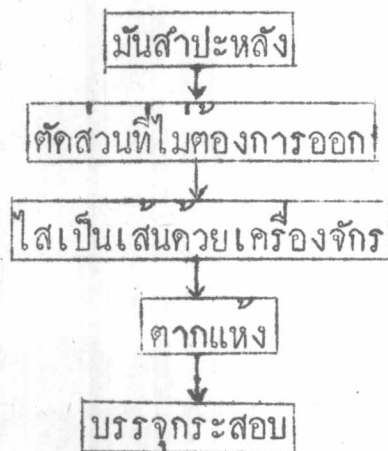 มันสำปะหลัง
ตัดส่วนที่ไม่ต้องการออก
ไสเป็นเส้นด้วยเครื่องจักร
ตากแห้ง
บรรจุกระสอบ